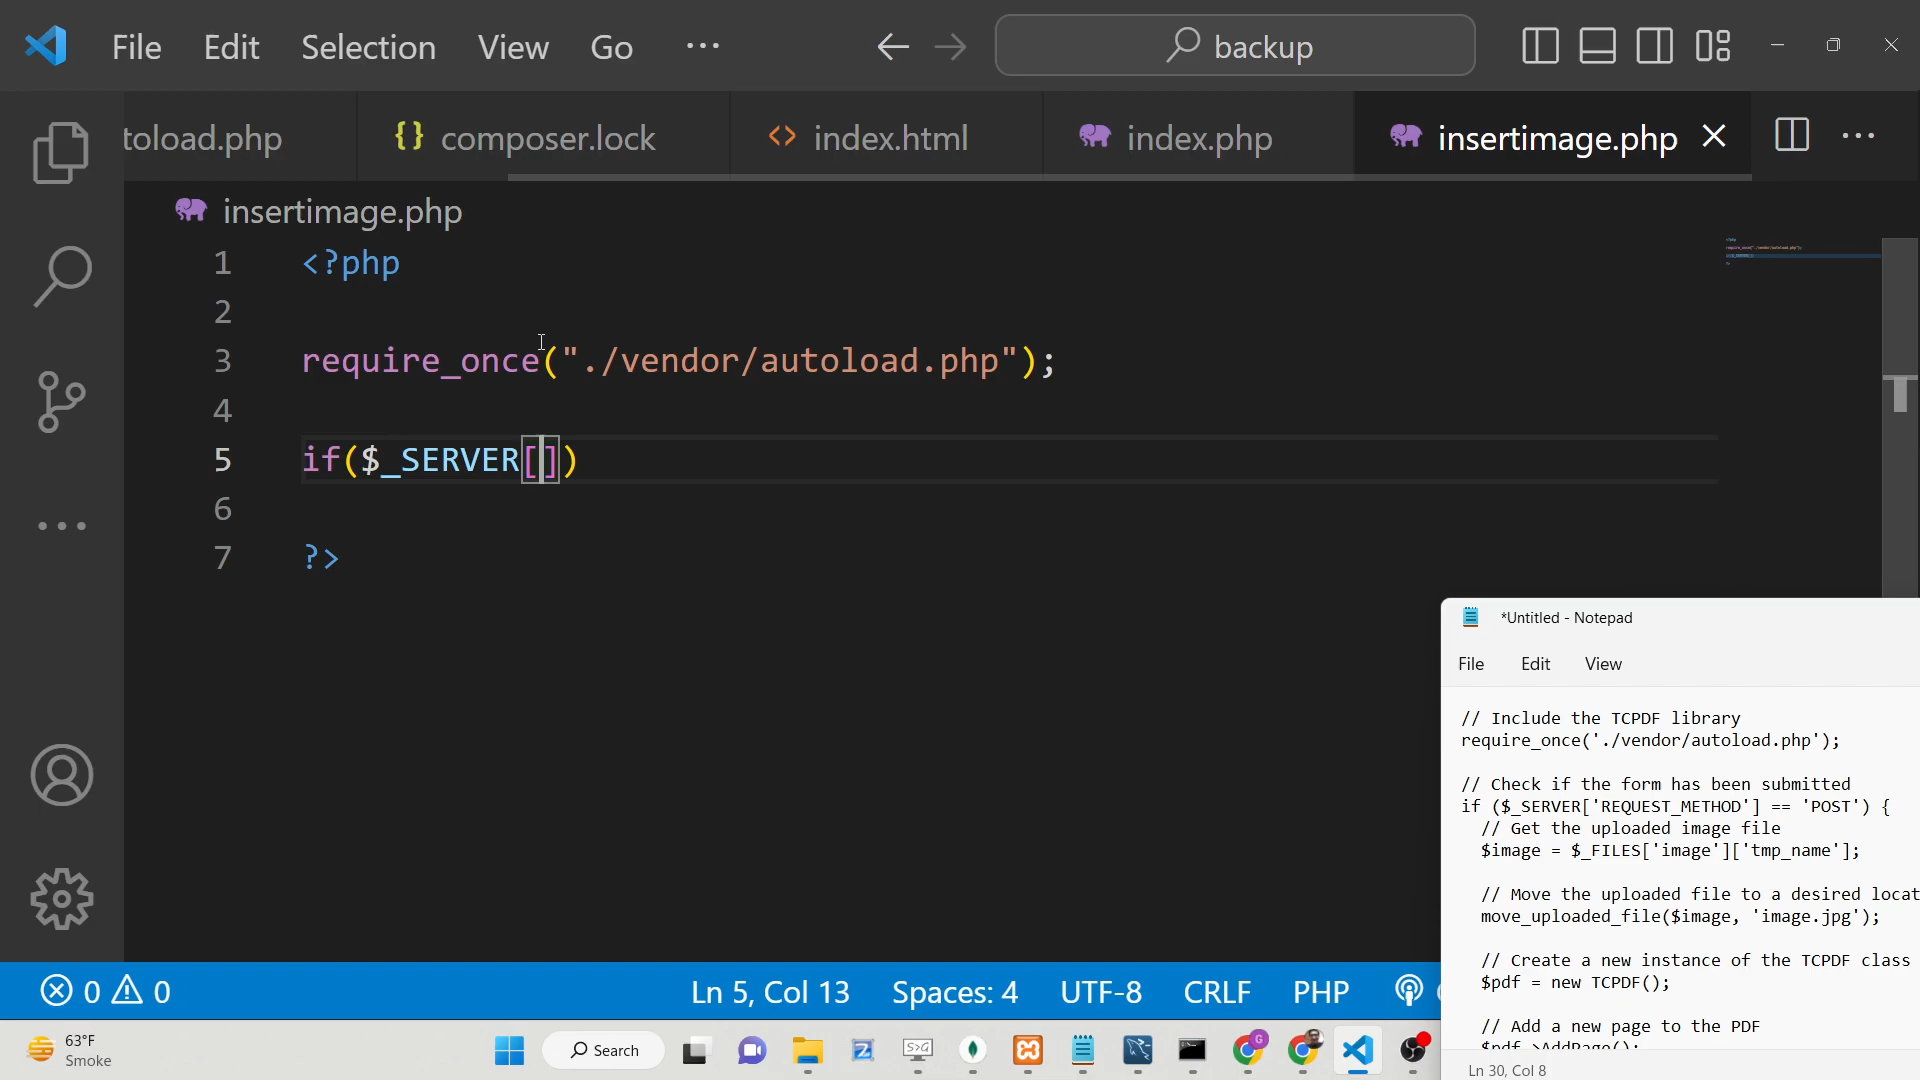 File Edit Selection View Go ...
backup
toload.php
{} composer.lock
<> index.html
index.php
insertimage.php
insertimage.php
1 <?php
2
3 require_once("./vendor/autoload.php");
4
5 if($_SERVER[])
6
7 ?>
*Untitled - Notepad
File Edit View
// Include the TCPDF library
require_once('./vendor/autoload.php');
// Check if the form has been submitted
if ($_SERVER['REQUEST_METHOD'] == 'POST') {
// Get the uploaded image file
$image = $_FILES['image']['tmp_name'];
// Move the uploaded file to a desired locat
move_uploaded_file($image, 'image.jpg');
// Create a new instance of the TCPDF class
$pdf = new TCPDF();
// Add a new page to the PDF
$pdf->AddPage();
Ln 30, Col 8
0 0
Ln 5, Col 13 Spaces: 4 UTF-8 CRLF PHP
63°F
Smoke
Search